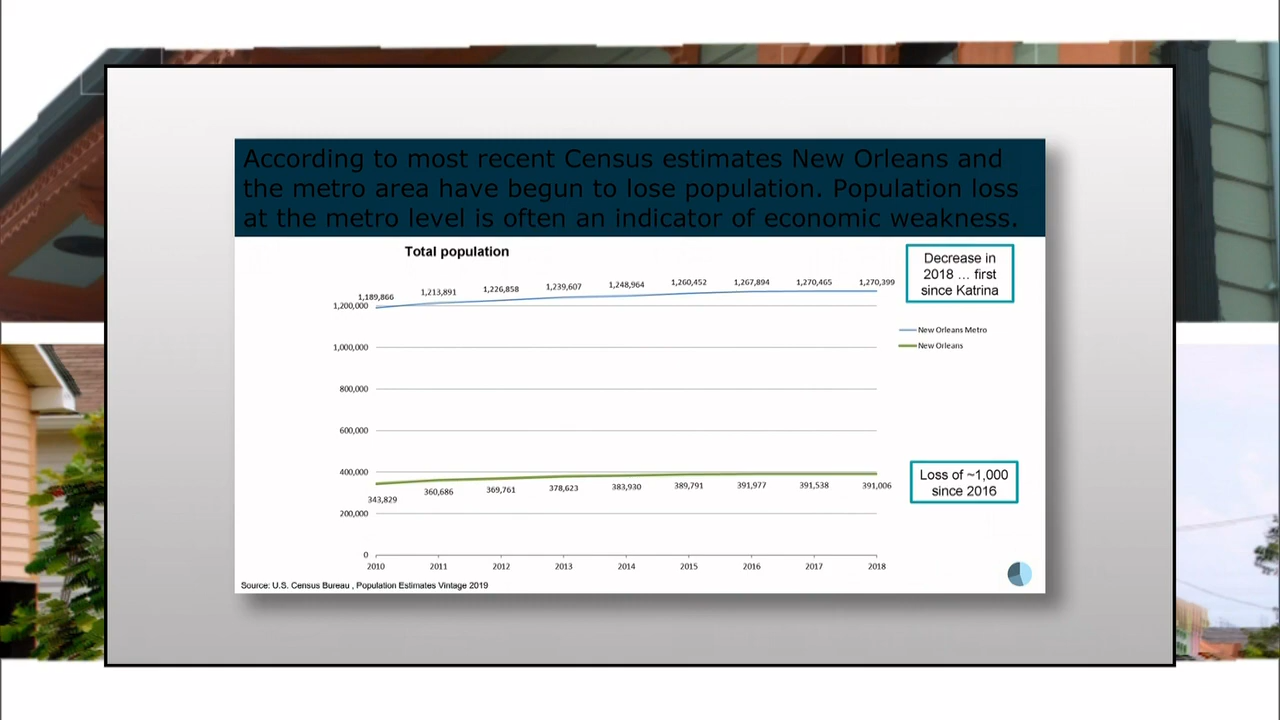 According to most recent Census estimates New Orleans and
the metro area have begun to lose population. Population loss
at the metro level is often an indicator of economic weakness.
Total population
Decrease in
2018 ... first
since Katrina
1,189,866 1,213,891 1,226,858 1,239,607 1,248,964 1,260,452 1,267,894 1,270,465 1,270,399
1,200,000
New Orleans Metro
New Orleans
1,000,000
800,000
600,000
400,000
343,829 360,686 369,761 378,623 383,930 389,791 391,977 391,538 391,006
Loss of ~1,000
since 2016
200,000
0
2010 2011 2012 2013 2014 2015 2016 2017 2018
Source: U.S. Census Bureau , Population Estimates Vintage 2019